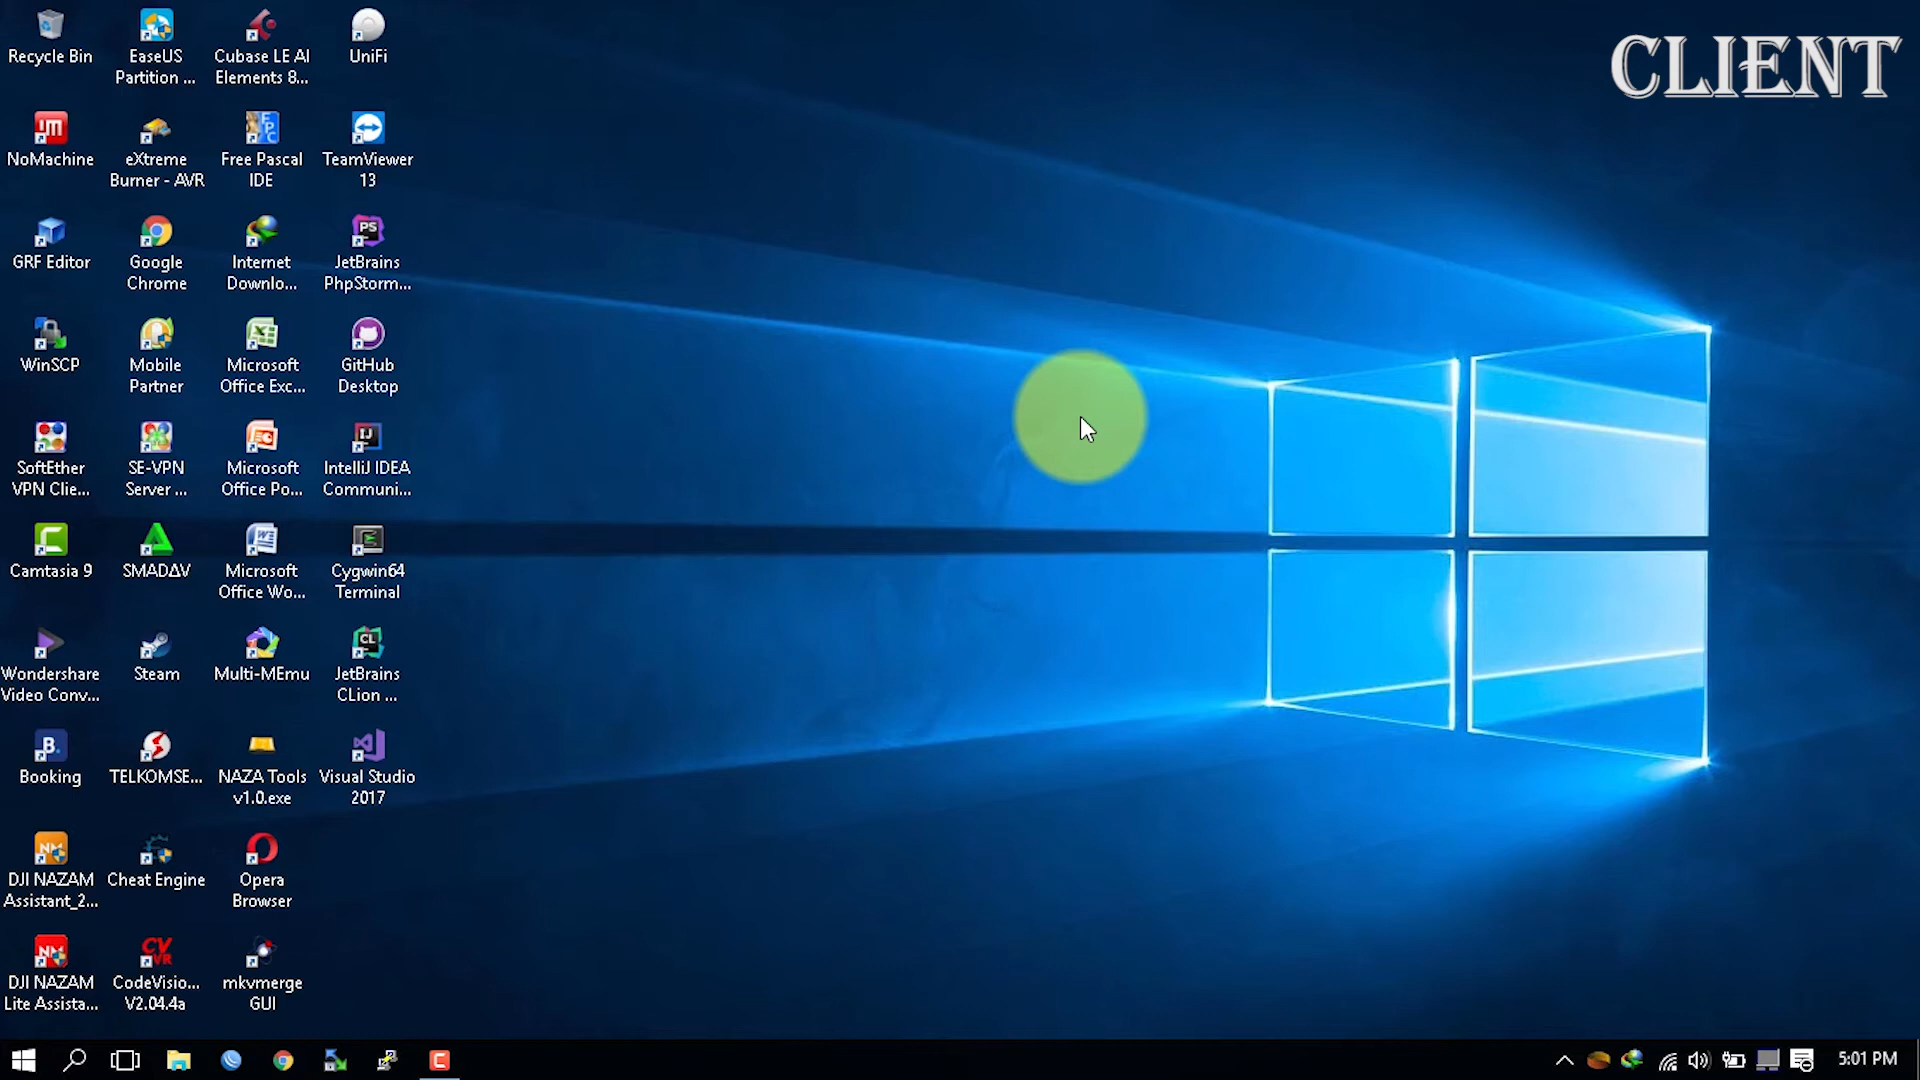 CLIENT
Recycle Bin
EaseUS
Partition ...
Cubase LE AI
Elements 8...
UniFi
NoMachine
eXtreme
Burner - AVR
Free Pascal
IDE
TeamViewer
13
GRF Editor
Google
Chrome
Internet
Downlo...
JetBrains
PhpStorm...
WinSCP
Mobile
Partner
Microsoft
Office Exc...
GitHub
Desktop
SoftEther
VPN Clie...
SE-VPN
Server ...
Microsoft
Office Po...
IntelliJ IDEA
Communi...
Camtasia 9
SMADΔV
Microsoft
Office Wo...
Cygwin64
Terminal
Wondershare
Video Conv...
Steam
Multi-MEmu
JetBrains
CLion ...
Booking
TELKOMSE...
NAZA Tools
v1.0.exe
Visual Studio
2017
DJI NAZAM
Assistant_2...
Cheat Engine
Opera
Browser
DJI NAZAM
Lite Assista...
CodeVisio...
V2.04.4a
mkvmerge
GUI
5:01 PM